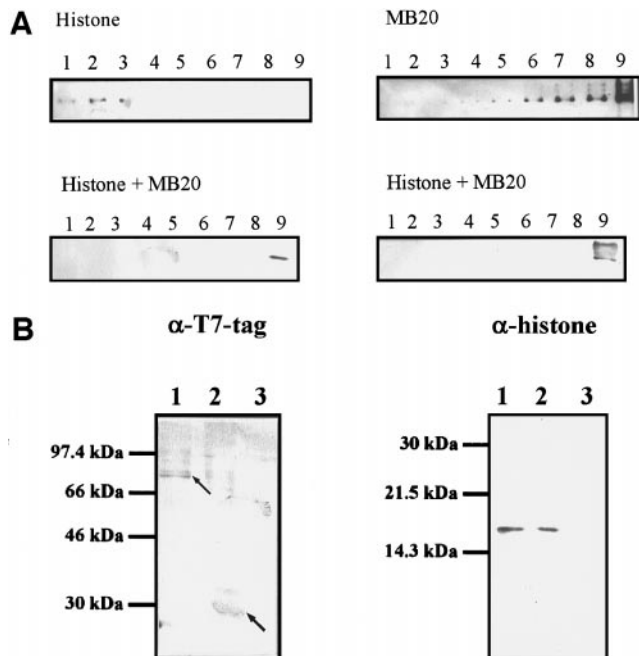 A
Histone
1 2 3 4 5 6 7 8 9
MB20
1 2 3 4 5 6 7 8 9
Histone + MB20
1 2 3 4 5 6 7 8 9
Histone + MB20
1 2 3 4 5 6 7 8 9
B
α-T7-tag
1 2 3
97.4 kDa
66 kDa
46 kDa
30 kDa
α-histone
1 2 3
30 kDa
21.5 kDa
14.3 kDa